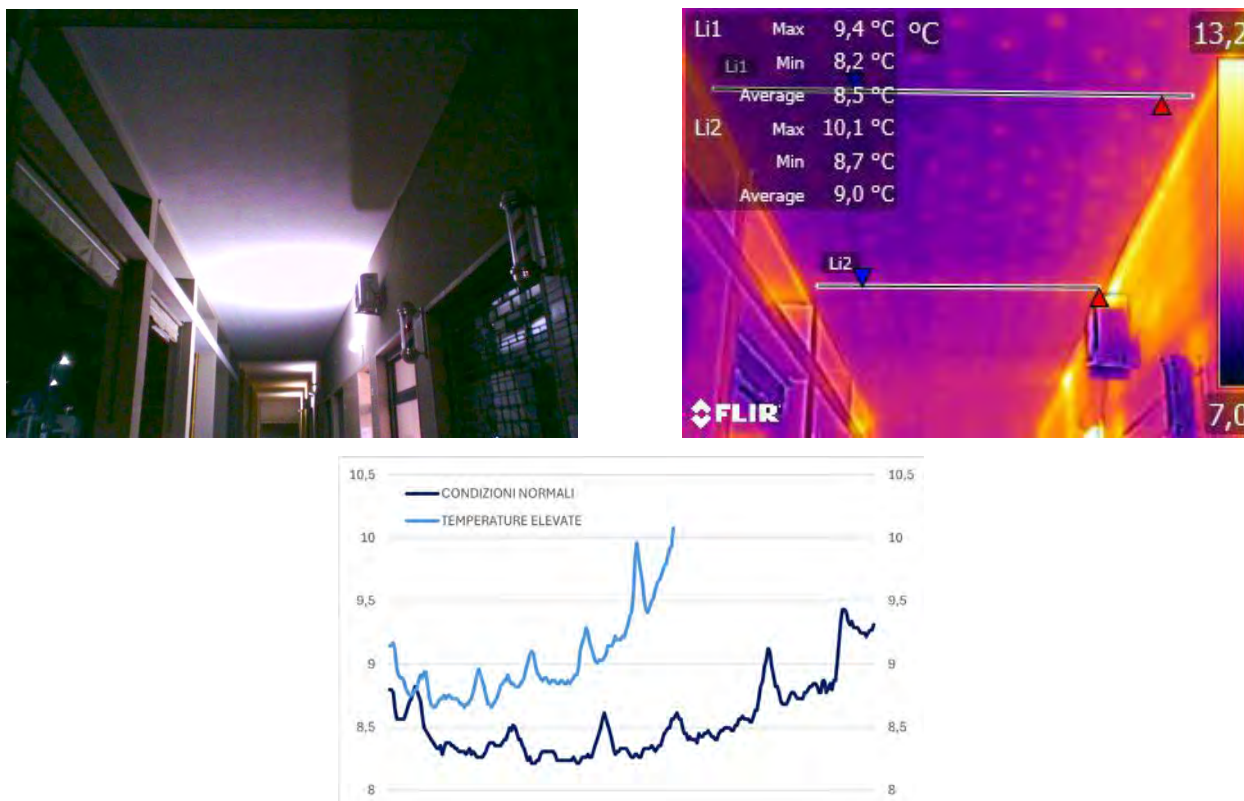 Li1 Max 9,4 °C °C 13,2
Li1 Min 8,2 °C
Average 8,5 °C
Li2 Max 10,1 °C
Min 8,7 °C
Average 9,0 °C
Li2
FLIR
7,0
10,5 10,5
CONDIZIONI NORMALI
TEMPERATURE ELEVATE
10 10
9,5 9,5
9 9
8,5 8,5
8 8